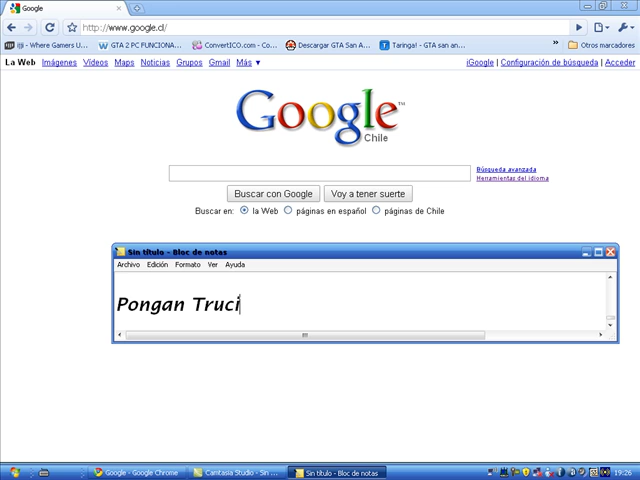 Google
http://www.google.cl/
iji - Where Gamers U...
GTA 2 PC FUNCIONA...
ConvertICO.com - Co...
Descargar GTA San A...
Taringa! - GTA san an...
»
Otros marcadores
La Web Imágenes Vídeos Maps Noticias Grupos Gmail Más ▼
iGoogle | Configuración de búsqueda | Acceder
Google™
Chile
Búsqueda avanzada
Herramientas del idioma
Buscar con Google Voy a tener suerte
Buscar en: la Web páginas en español páginas de Chile
Sin título - Bloc de notas
Archivo Edición Formato Ver Ayuda
Pongan Truci
Google - Google Chrome
Camtasia Studio - Sin ...
Sin título - Bloc de notas
19:26